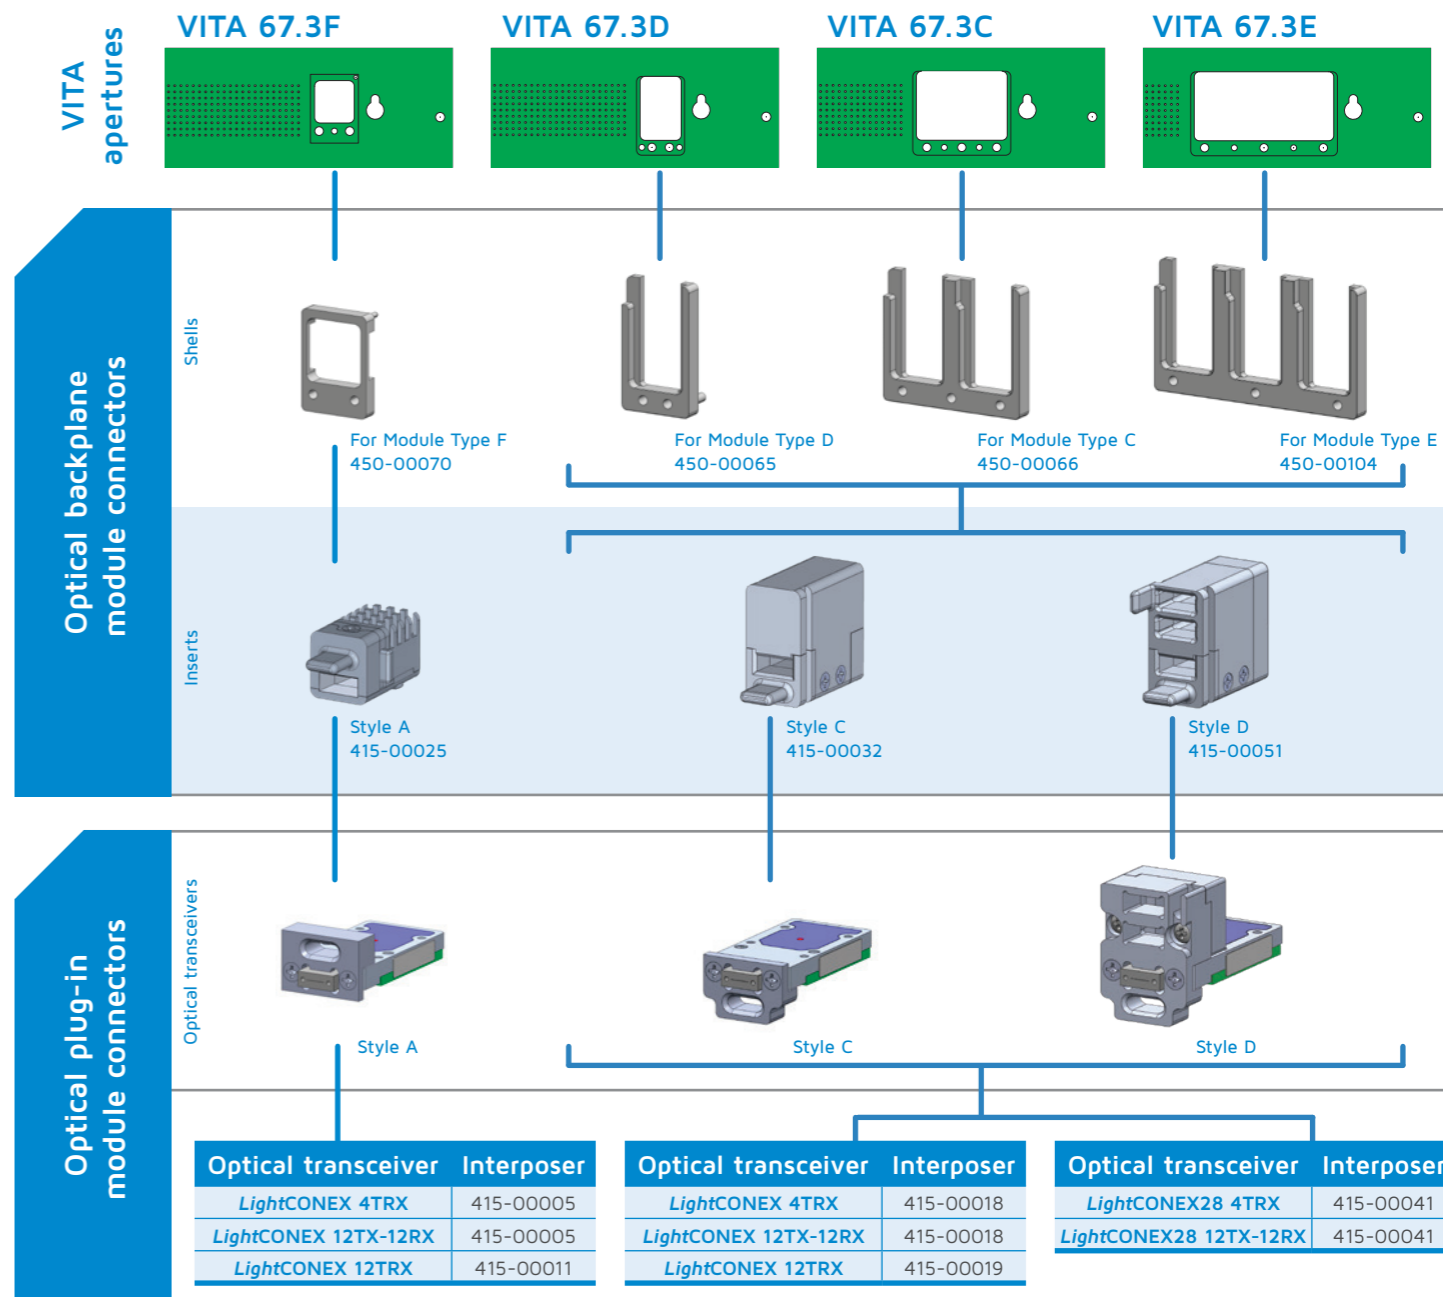 VITA 67.3F
VITA 67.3D
VITA 67.3C
VITA 67.3E
VITA
apertures
Optical backplane
module connectors
Shells
For Module Type F
450-00070
For Module Type D
450-00065
For Module Type C
450-00066
For Module Type E
450-00104
Inserts
Style A
415-00025
Style C
415-00032
Style D
415-00051
Optical plug-in
module connectors
Optical transceivers
Style A
Style C
Style D
Optical transceiver Interposer
LightCONEX 4TRX 415-00005
LightCONEX 12TX-12RX 415-00005
LightCONEX 12TRX 415-00011
Optical transceiver Interposer
LightCONEX 4TRX 415-00018
LightCONEX 12TX-12RX 415-00018
LightCONEX 12TRX 415-00019
Optical transceiver Interposer
LightCONEX28 4TRX 415-00041
LightCONEX28 12TX-12RX 415-00041